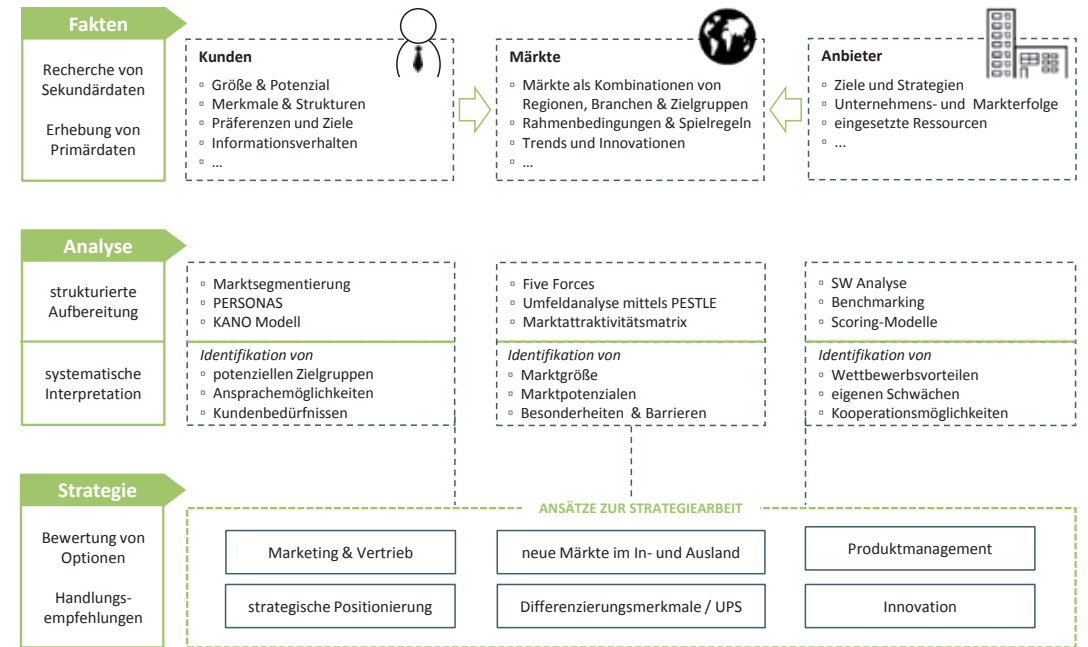 Fakten
Recherche von
Sekundärdaten
Erhebung von
Primärdaten
Kunden
▫ Größe & Potenzial
▫ Merkmale & Strukturen
▫ Präferenzen und Ziele
▫ Informationsverhalten
▫ ...
Märkte
▫ Märkte als Kombinationen von
Regionen, Branchen & Zielgruppen
▫ Rahmenbedingungen & Spielregeln
▫ Trends und Innovationen
▫ ...
Anbieter
▫ Ziele und Strategien
▫ Unternehmens- und Markterfolge
▫ eingesetzte Ressourcen
▫ ...
Analyse
strukturierte
Aufbereitung
systematische
Interpretation
▫ Marktsegmentierung
▫ PERSONAS
▫ KANO Modell
Identifikation von
▫ potenziellen Zielgruppen
▫ Ansprachemöglichkeiten
▫ Kundenbedürfnissen
▫ Five Forces
▫ Umfeldanalyse mittels PESTLE
▫ Marktattraktivitätsmatrix
Identifikation von
▫ Marktgröße
▫ Marktpotenzialen
▫ Besonderheiten & Barrieren
▫ SW Analyse
▫ Benchmarking
▫ Scoring-Modelle
Identifikation von
▫ Wettbewerbsvorteilen
▫ eigenen Schwächen
▫ Kooperationsmöglichkeiten
Strategie
Bewertung von
Optionen
Handlungs-
empfehlungen
ANSÄTZE ZUR STRATEGIEARBEIT
Marketing & Vertrieb
neue Märkte im In- und Ausland
Produktmanagement
strategische Positionierung
Differenzierungsmerkmale / UPS
Innovation